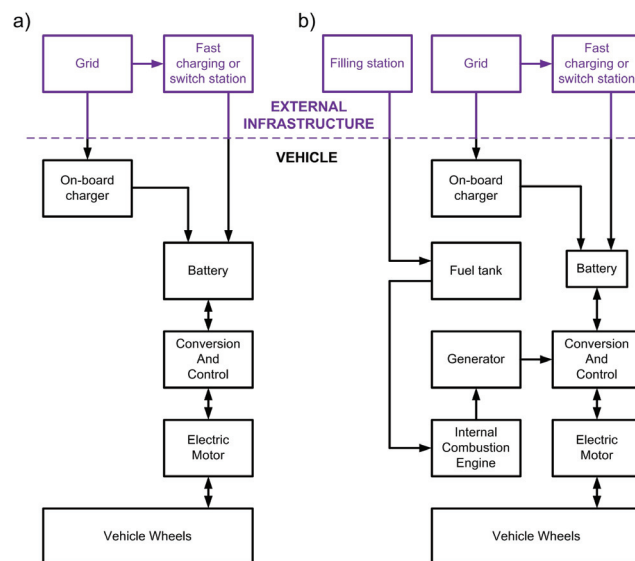 a)
Grid
Fast
charging or
switch station
b)
Filling station
Grid
Fast
charging or
switch station
EXTERNAL
INFRASTRUCTURE
VEHICLE
On-board
charger
Battery
Conversion
And
Control
Electric
Motor
Vehicle Wheels
On-board
charger
Fuel tank
Battery
Generator
Conversion
And
Control
Internal
Combustion
Engine
Electric
Motor
Vehicle Wheels